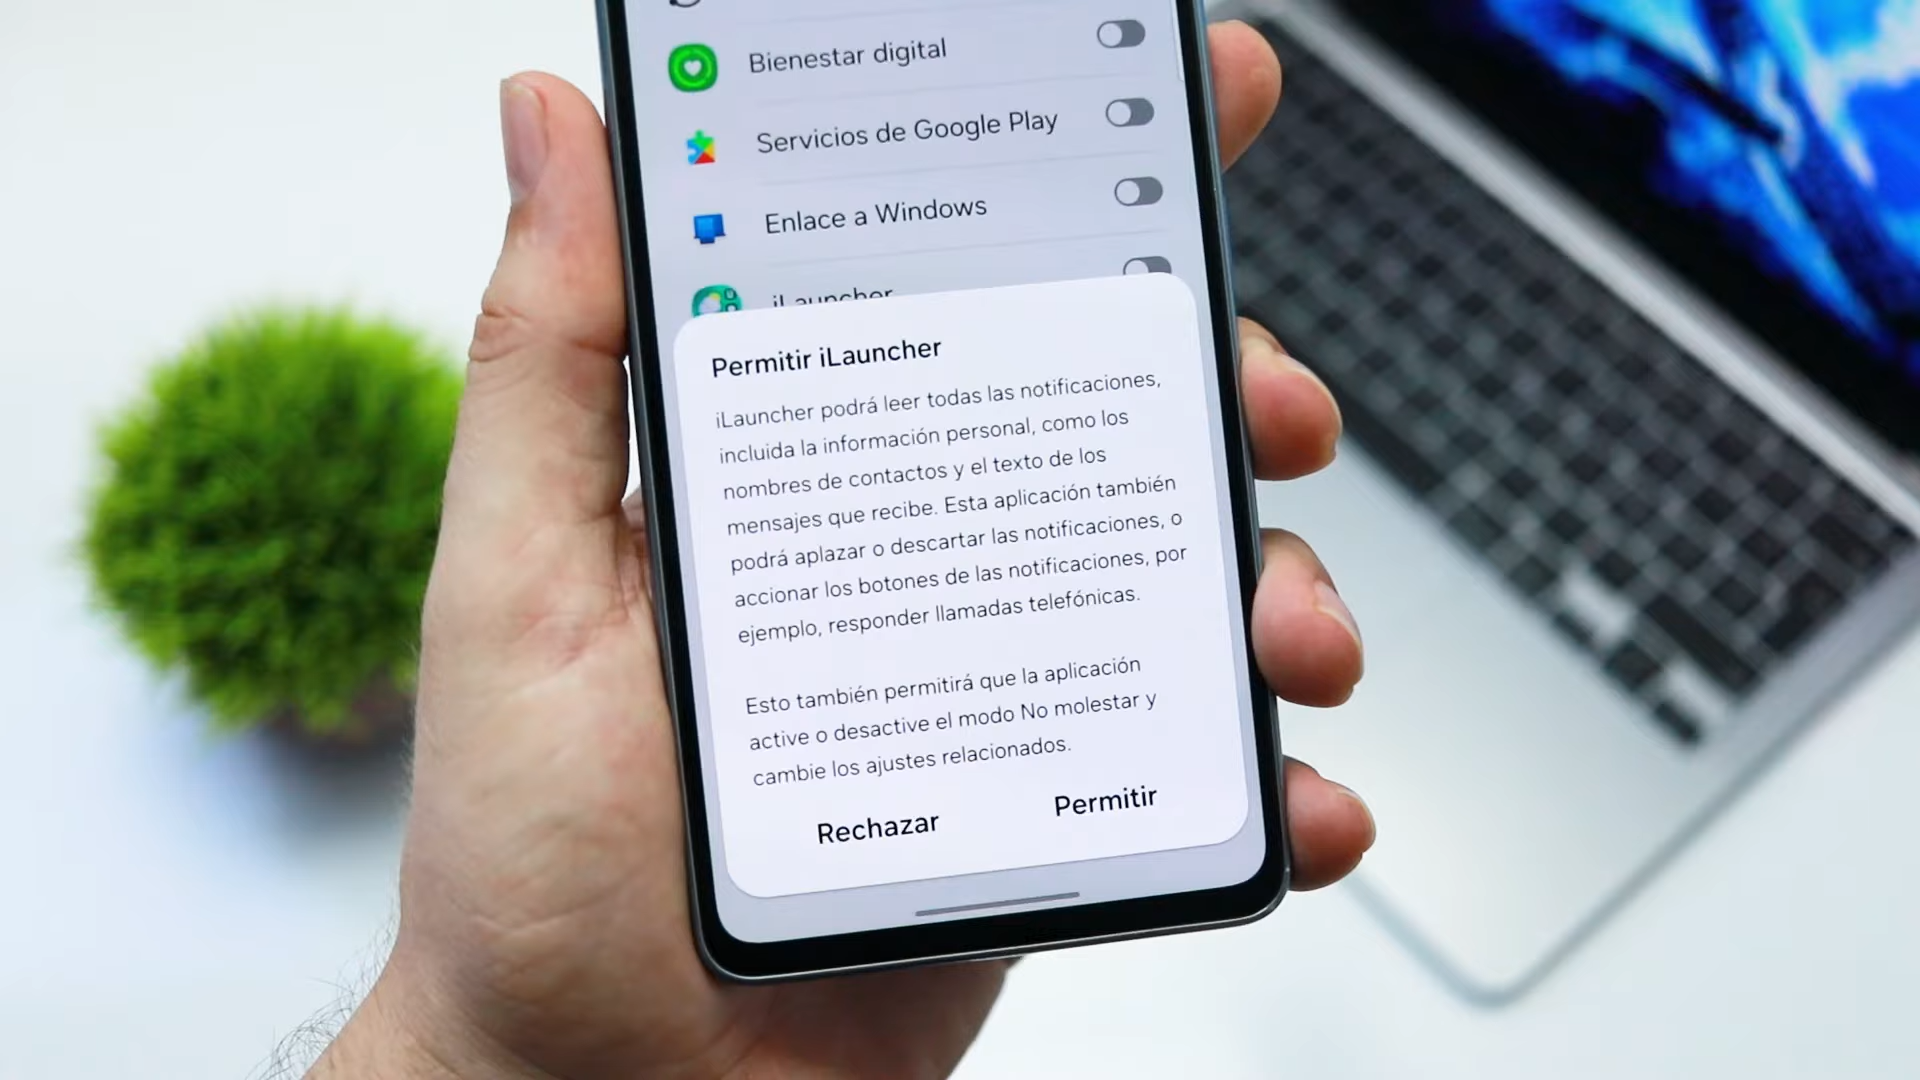 Bienestar digital
Servicios de Google Play
Enlace a Windows
iLauncher
Permitir iLauncher
iLauncher podrá leer todas las notificaciones,
incluida la información personal, como los
nombres de contactos y el texto de los
mensajes que recibe. Esta aplicación también
podrá aplazar o descartar las notificaciones, o
accionar los botones de las notificaciones, por
ejemplo, responder llamadas telefónicas.
Esto también permitirá que la aplicación
active o desactive el modo No molestar y
cambie los ajustes relacionados.
Rechazar
Permitir